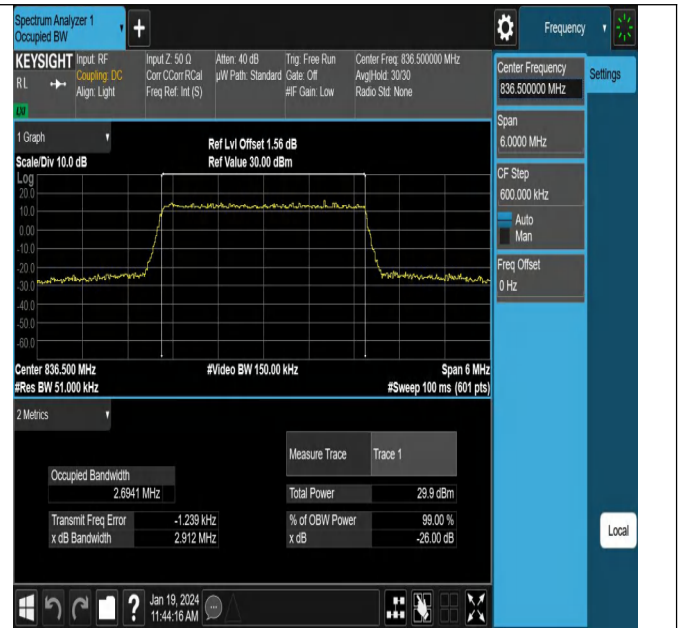 Spectrum Analyzer 1
Occupied BW
+
Frequency
KEYSIGHT
RL
LXI
Input: RF
Coupling: DC
Align: Light
Input Z: 50 Ω
Corr CCorr RCal
Freq Ref: Int (S)
Atten: 40 dB
µW Path: Standard
Trig: Free Run
Gate: Off
#IF Gain: Low
Center Freq: 836.500000 MHz
Avg|Hold: 30/30
Radio Std: None
Center Frequency
836.500000 MHz
Settings
Span
6.0000 MHz
CF Step
600.000 kHz
Auto
Man
Freq Offset
0 Hz
Local
1 Graph
Scale/Div 10.0 dB
Ref Lvl Offset 1.56 dB
Ref Value 30.00 dBm
Log
20.0
10.0
0.00
-10.0
-20.0
-30.0
-40.0
-50.0
-60.0
Center 836.500 MHz
#Video BW 150.00 kHz
Span 6 MHz
#Res BW 51.000 kHz
#Sweep 100 ms (601 pts)
2 Metrics
Measure Trace Trace 1
Occupied Bandwidth
2.6941 MHz
Total Power 29.9 dBm
Transmit Freq Error -1.239 kHz
% of OBW Power 99.00 %
x dB Bandwidth 2.912 MHz
x dB -26.00 dB
?
Jan 19, 2024
11:44:16 AM